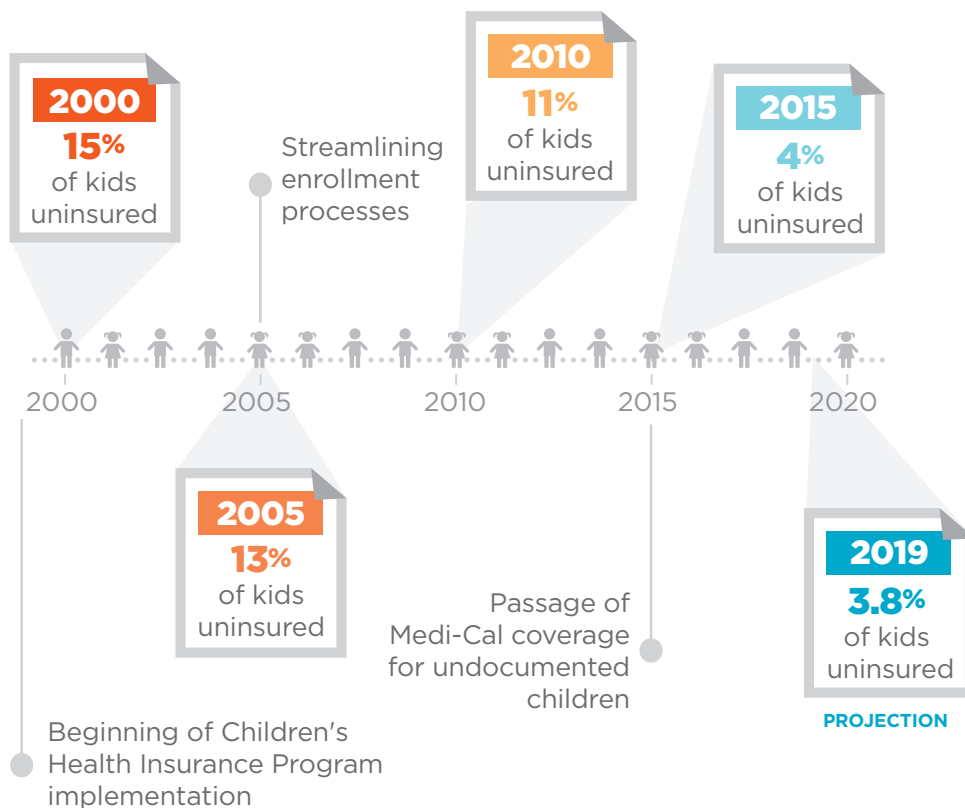 2000
15%
of kids
uninsured
Streamlining
enrollment
processes
2010
11%
of kids
uninsured
2015
4%
of kids
uninsured
2000
2005
2010
2015
2020
2005
13%
of kids
uninsured
Passage of
Medi-Cal coverage
for undocumented
children
2019
3.8%
of kids
uninsured
PROJECTION
Beginning of Children's
Health Insurance Program
implementation